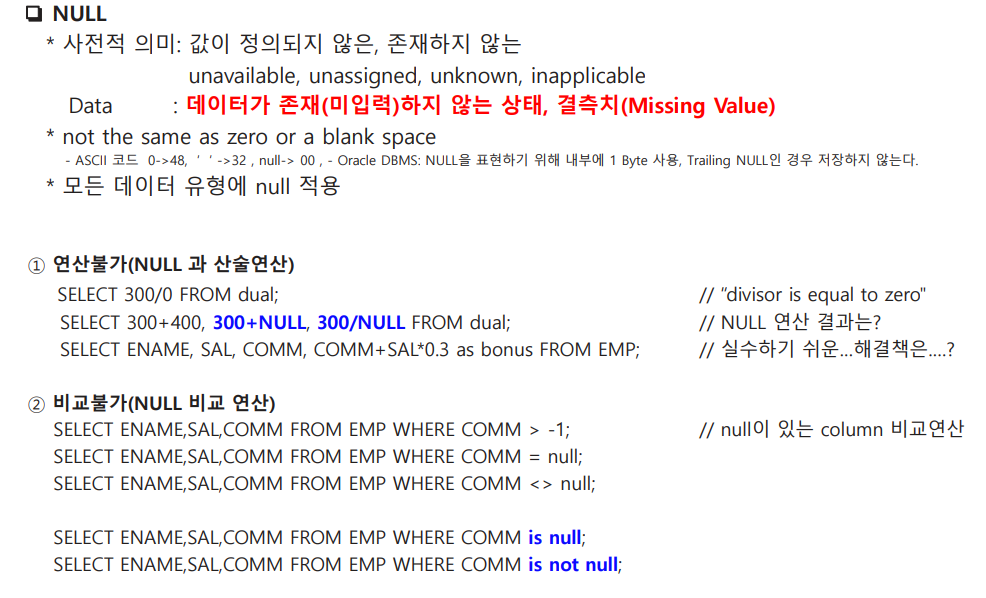 ❏ NULL
* 사전적 의미: 값이 정의되지 않은, 존재하지 않는
unavailable, unassigned, unknown, inapplicable
Data : 데이터가 존재(미입력)하지 않는 상태, 결측치(Missing Value)
* not the same as zero or a blank space
- ASCII 코드 0->48, ' ' ->32 , null-> 00 , - Oracle DBMS: NULL을 표현하기 위해 내부에 1 Byte 사용, Trailing NULL인 경우 저장하지 않는다.
* 모든 데이터 유형에 null 적용
① 연산불가(NULL 과 산술연산)
SELECT 300/0 FROM dual; // “divisor is equal to zero"
SELECT 300+400, 300+NULL, 300/NULL FROM dual; // NULL 연산 결과는?
SELECT ENAME, SAL, COMM, COMM+SAL*0.3 as bonus FROM EMP; // 실수하기 쉬운...해결책은....?
② 비교불가(NULL 비교 연산)
SELECT ENAME,SAL,COMM FROM EMP WHERE COMM > -1; // null이 있는 column 비교연산
SELECT ENAME,SAL,COMM FROM EMP WHERE COMM = null;
SELECT ENAME,SAL,COMM FROM EMP WHERE COMM <> null;
SELECT ENAME,SAL,COMM FROM EMP WHERE COMM is null;
SELECT ENAME,SAL,COMM FROM EMP WHERE COMM is not null;